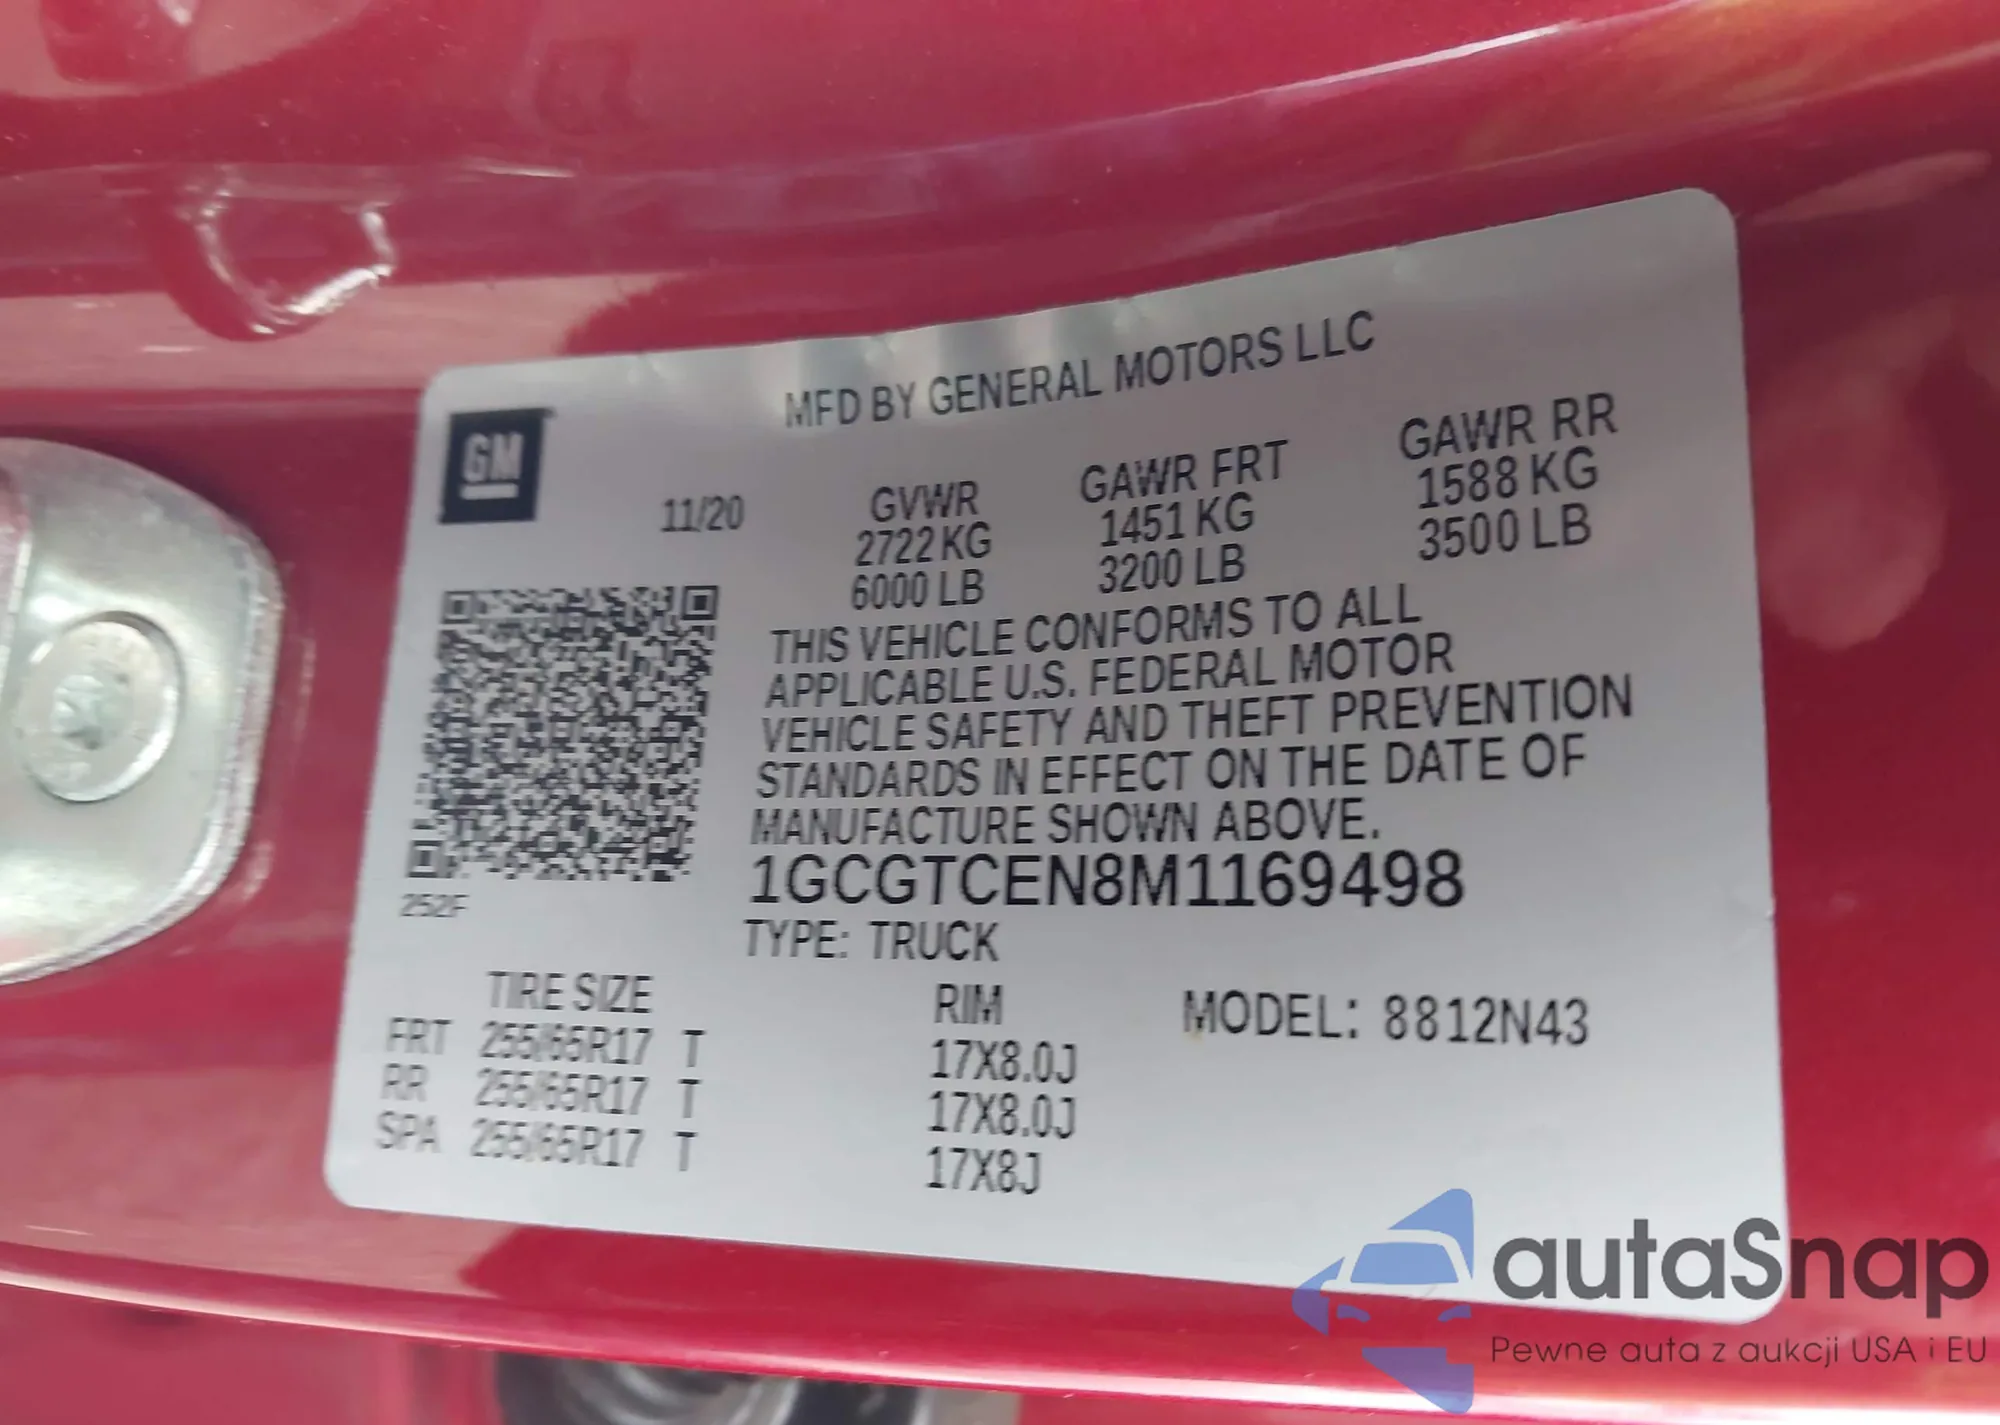 MFD BY GENERAL MOTORS LLC
GM
11/20
GVWR GAWR FRT GAWR RR
2722 KG 1451 KG 1588 KG
6000 LB 3200 LB 3500 LB
THIS VEHICLE CONFORMS TO ALL
APPLICABLE U.S. FEDERAL MOTOR
VEHICLE SAFETY AND THEFT PREVENTION
STANDARDS IN EFFECT ON THE DATE OF
MANUFACTURE SHOWN ABOVE.
1GCGTCEN8M1169498
252F
TYPE: TRUCK
TIRE SIZE RIM MODEL: 8812N43
FRT 255/65R17 T 17X8.0J
RR 255/65R17 T 17X8.0J
SPA 255/65R17 T 17X8J
autaSnap
Pewne auta z aukcji USA i EU